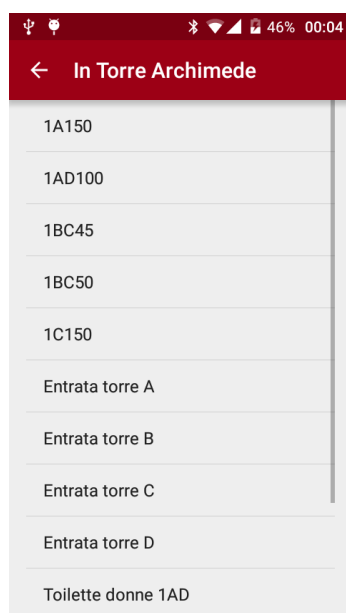 46% 00:04
In Torre Archimede
1A150
1AD100
1BC45
1BC50
1C150
Entrata torre A
Entrata torre B
Entrata torre C
Entrata torre D
Toilette donne 1AD